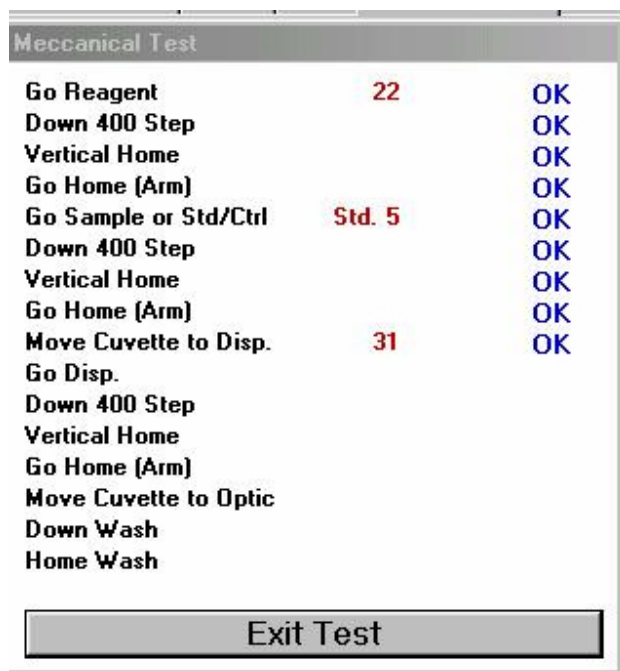 Meccanical Test
Go Reagent 22 OK
Down 400 Step OK
Vertical Home OK
Go Home (Arm) OK
Go Sample or Std/Ctrl Std. 5 OK
Down 400 Step OK
Vertical Home OK
Go Home (Arm) OK
Move Cuvette to Disp. 31 OK
Go Disp.
Down 400 Step
Vertical Home
Go Home (Arm)
Move Cuvette to Optic
Down Wash
Home Wash
Exit Test